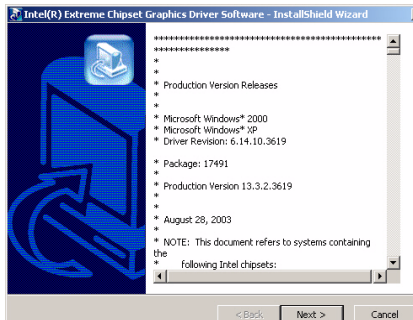 Intel(R) Extreme Chipset Graphics Driver Software - InstallShield Wizard
**************************************************
****************
*
*
* Production Version Releases
*
*
* Microsoft Windows* 2000
* Microsoft Windows* XP
* Driver Revision: 6.14.10.3619
*
* Package: 17491
*
* Production Version 13.3.2.3619
*
*
* August 28, 2003
*
* NOTE: This document refers to systems containing
the
* following Intel chipsets:
< Back
Next >
Cancel